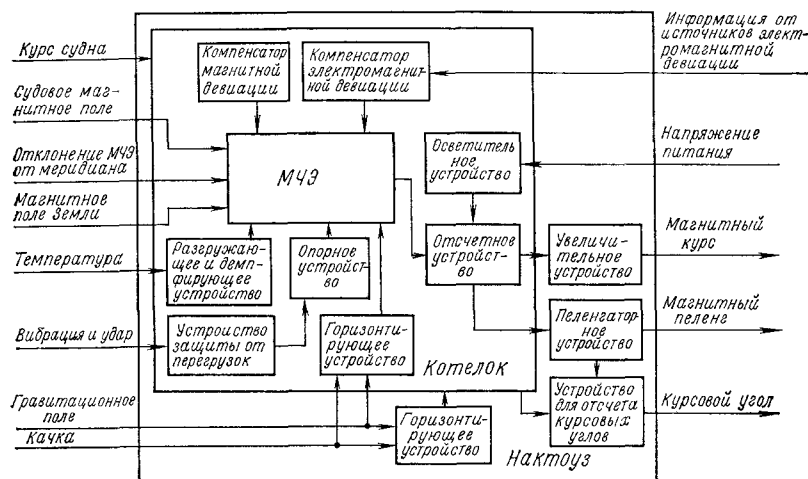 Курс судна
Судовое маг-
нитное поле
Отклонение МЧЭ
от меридиана
Магнитное
поле Земли
Температура
Вибрация и удар
Гравитационное
поле
Качка
Компенсатор
магнитной
девиации
Компенсатор
электромагнит-
ной девиации
МЧЭ
Осветитель-
ное
устройство
Разгружаю-
щее и демп-
фирующее
устройство
Опорное
устройст-
во
Отсчетное
устройст-
во
Увеличи-
тельное
устройство
Устройство
защиты от
перегрузок
Горизонти-
рующее
устройство
Пеленгатор-
ное
устройство
Котелок
Горизонти-
рующее
устройство
Устройство
для отсчета
курсовых
углов
Нактоуз
Информация от
источников элект-
ромагнитной
девиации
Напряжение
питания
Магнитный
курс
Магнитный
пеленг
Курсовой угол